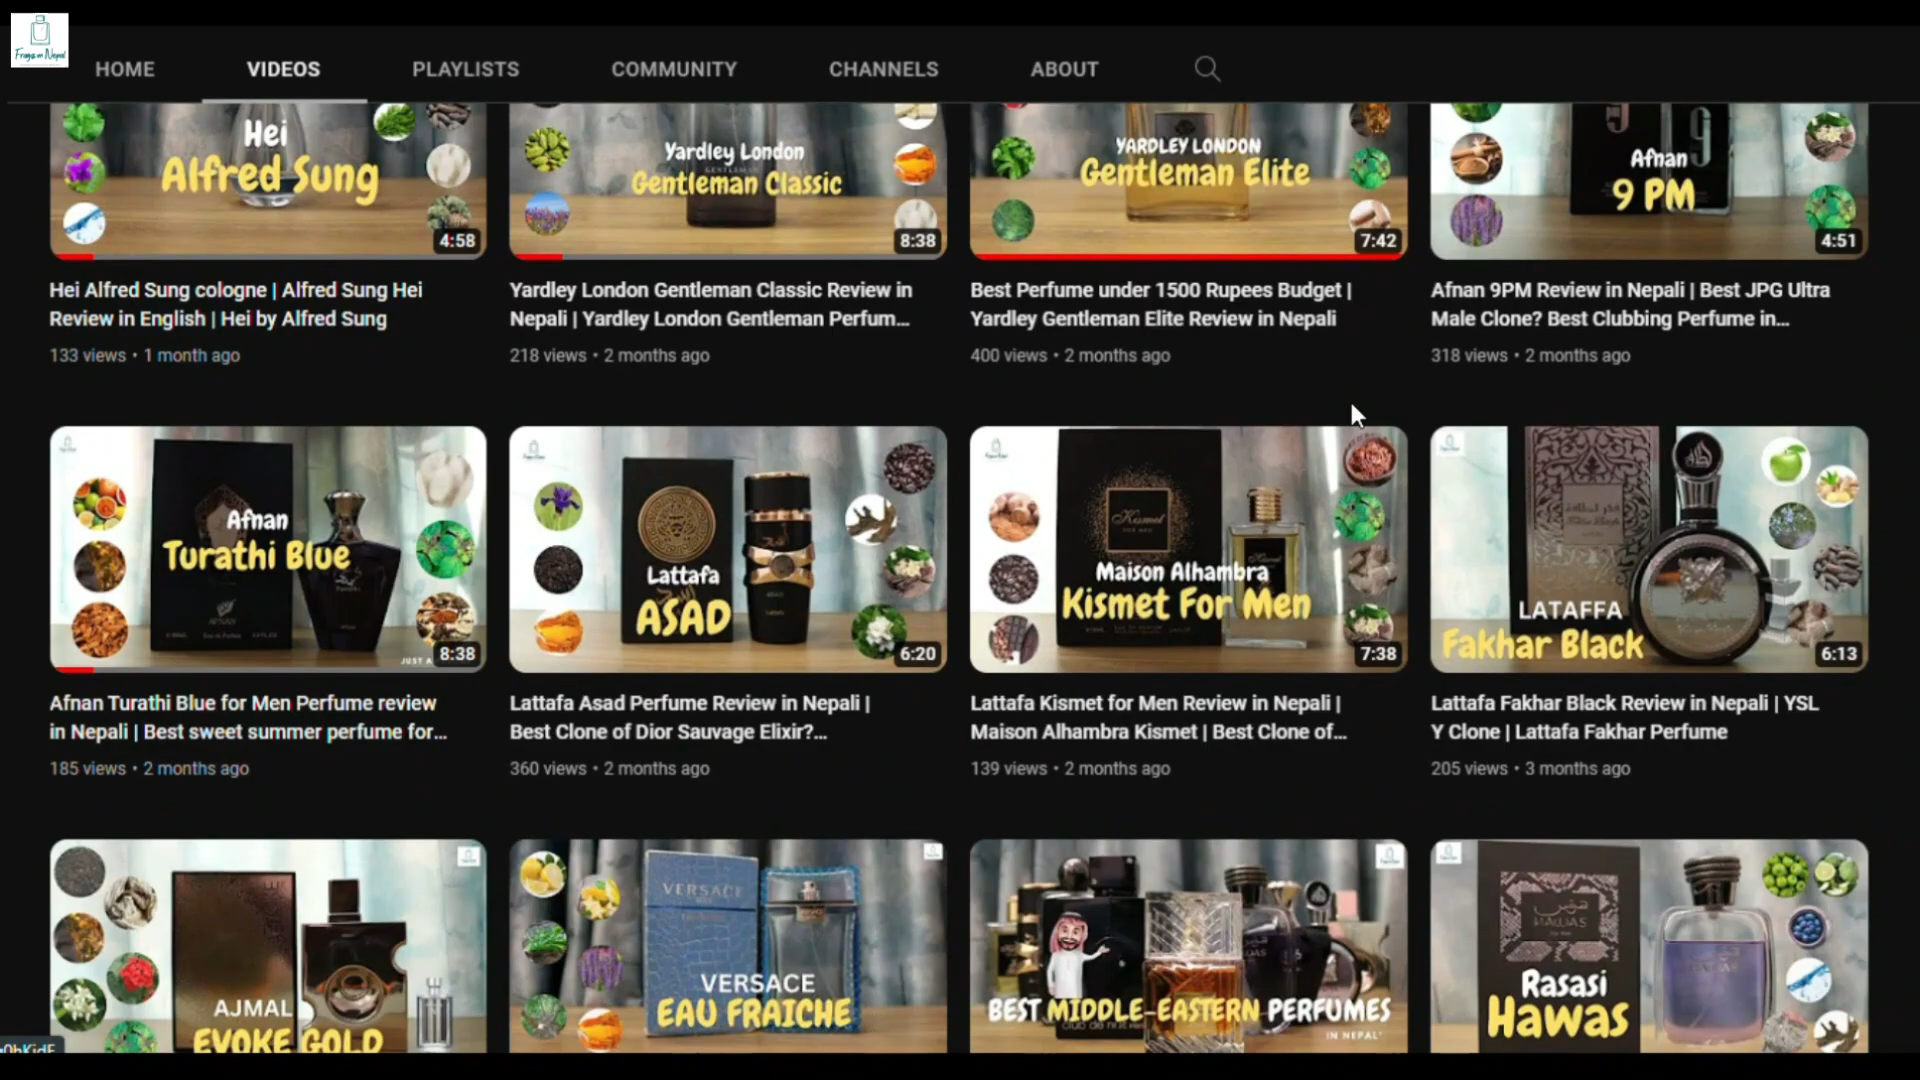 Frags in Nepal
HOME
VIDEOS
PLAYLISTS
COMMUNITY
CHANNELS
ABOUT
Hei
Alfred Sung
4:58
Yardley London
Gentleman Classic
8:38
YARDLEY LONDON
Gentleman Elite
7:42
Afnan
9 PM
4:51
Hei Alfred Sung cologne | Alfred Sung Hei
Review in English | Hei by Alfred Sung
133 views • 1 month ago
Yardley London Gentleman Classic Review in
Nepali | Yardley London Gentleman Perfum...
218 views • 2 months ago
Best Perfume under 1500 Rupees Budget |
Yardley Gentleman Elite Review in Nepali
400 views • 2 months ago
Afnan 9PM Review in Nepali | Best JPG Ultra
Male Clone? Best Clubbing Perfume in...
318 views • 2 months ago
Afnan
Turathi Blue
JUST A
8:38
Lattafa
ASAD
6:20
Kismet
Maison Alhambra
Kismet For Men
7:38
LATAFFA
Fakhar Black
6:13
Afnan Turathi Blue for Men Perfume review
in Nepali | Best sweet summer perfume for...
185 views • 2 months ago
Lattafa Asad Perfume Review in Nepali |
Best Clone of Dior Sauvage Elixir?...
360 views • 2 months ago
Lattafa Kismet for Men Review in Nepali |
Maison Alhambra Kismet | Best Clone of...
139 views • 2 months ago
Lattafa Fakhar Black Review in Nepali | YSL
Y Clone | Lattafa Fakhar Perfume
205 views • 3 months ago
AJMAL
EVOKE GOLD
VERSACE
VERSACE
EAU FRAICHE
BEST MIDDLE-EASTERN PERFUMES
IN NEPAL
HAWAS
Rasasi
Hawas